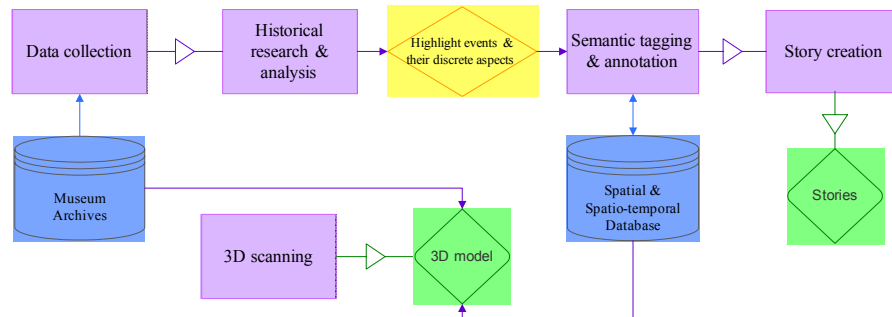 Data collection
Historical
research &
analysis
Highlight events &
their discrete aspects
Semantic tagging
& annotation
Story creation
Museum
Archives
3D scanning
3D model
Spatial &
Spatio-temporal
Database
Stories